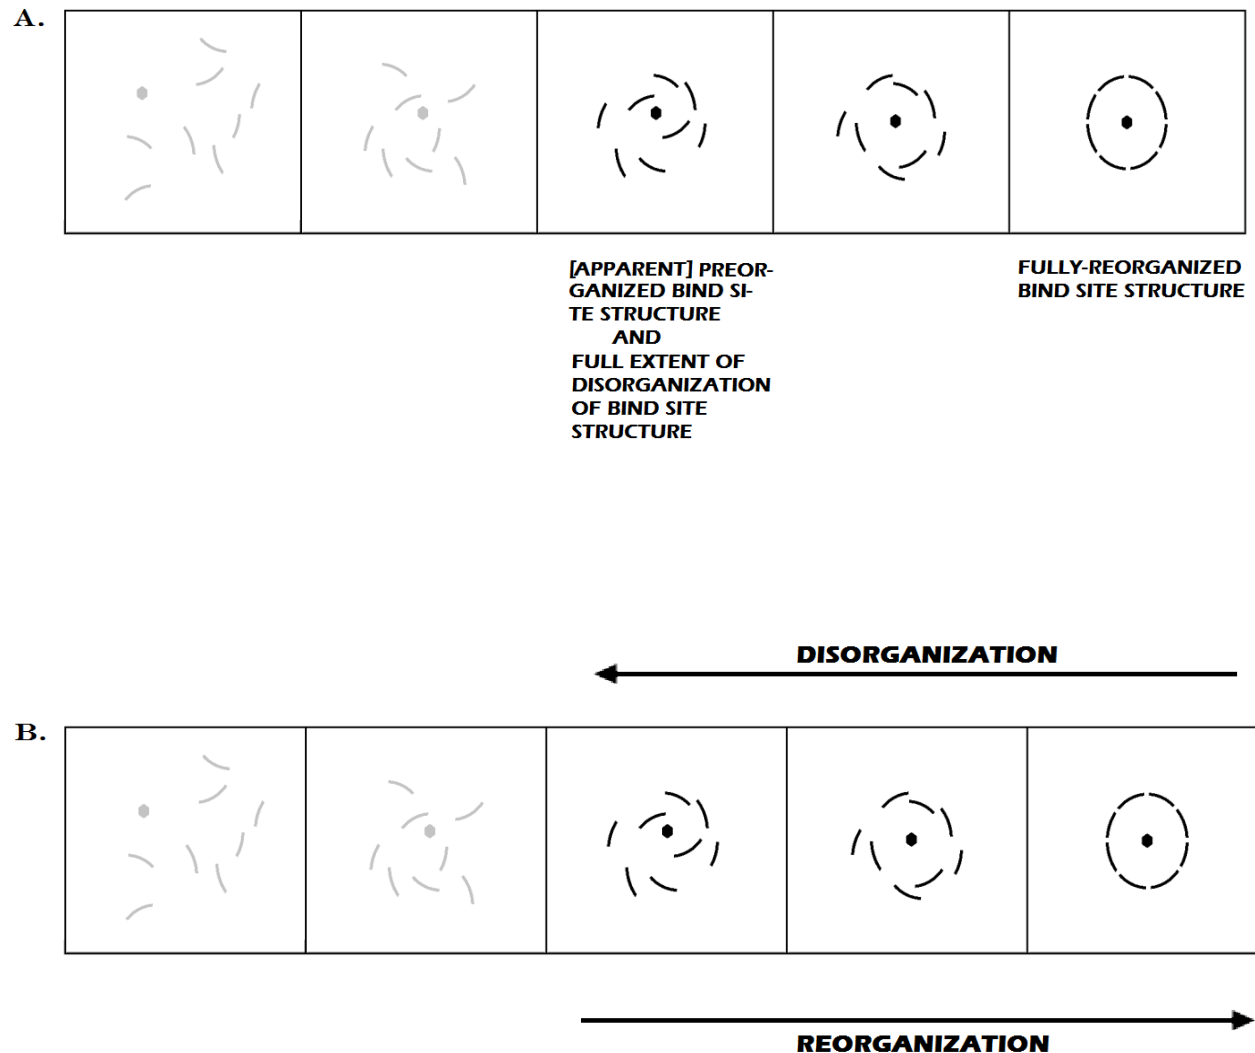 A.
[APPARENT] PREOR-
GANIZED BIND SI-
TE STRUCTURE
AND
FULL EXTENT OF
DISORGANIZATION
OF BIND SITE
STRUCTURE
FULLY-REORGANIZED
BIND SITE STRUCTURE
DISORGANIZATION
B.
REORGANIZATION